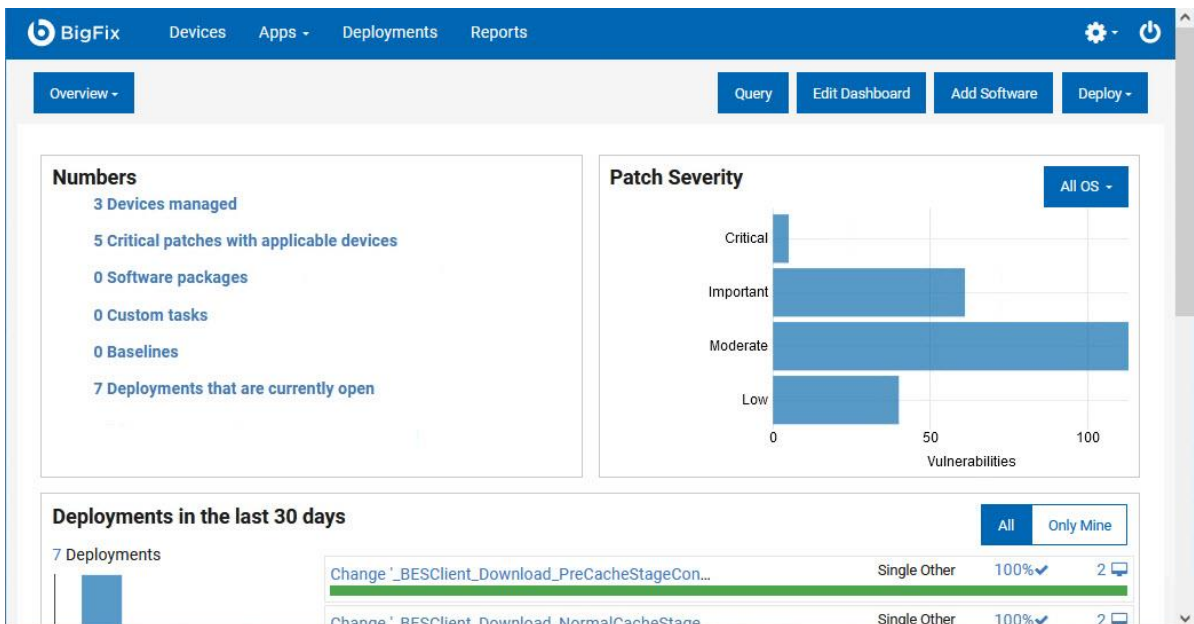 BigFix Devices Apps Deployments Reports
Overview Query Edit Dashboard Add Software Deploy
Numbers
3 Devices managed
5 Critical patches with applicable devices
0 Software packages
0 Custom tasks
0 Baselines
7 Deployments that are currently open
Patch Severity
All OS
Critical
Important
Moderate
Low
0 50 100
Vulnerabilities
Deployments in the last 30 days
All Only Mine
7 Deployments
Change '_BESClient_Download_PreCacheStageCon... Single Other 100% 2
Change '_BESClient_Download_NormalCacheStage... Single Other 100% 2